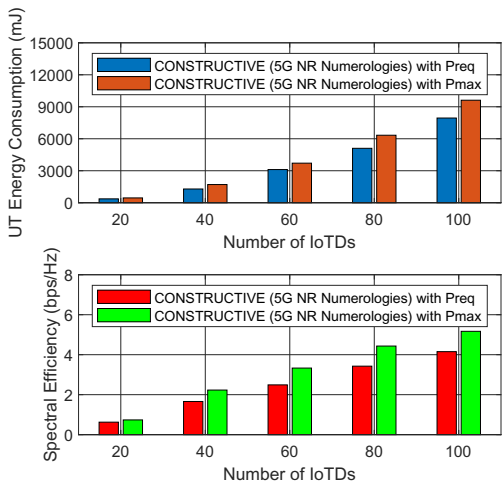 UT Energy Consumption (mJ)
15000
12000
9000
6000
3000
0
CONSTRUCTIVE (5G NR Numerologies) with Preq
CONSTRUCTIVE (5G NR Numerologies) with Pmax
20 40 60 80 100
Number of IoTDs
Spectral Efficiency (bps/Hz)
8
6
4
2
0
CONSTRUCTIVE (5G NR Numerologies) with Preq
CONSTRUCTIVE (5G NR Numerologies) with Pmax
20 40 60 80 100
Number of IoTDs